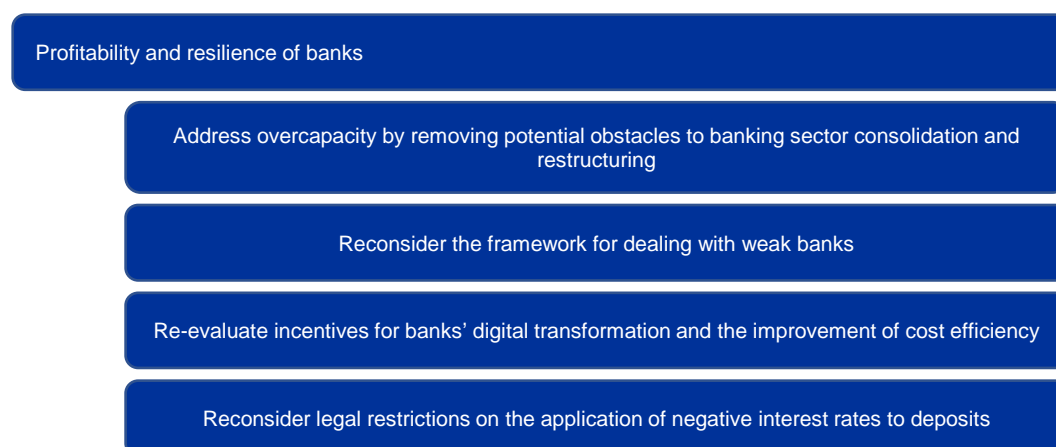 Profitability and resilience of banks
Address overcapacity by removing potential obstacles to banking sector consolidation and
restructuring
Reconsider the framework for dealing with weak banks
Re-evaluate incentives for banks’ digital transformation and the improvement of cost efficiency
Reconsider legal restrictions on the application of negative interest rates to deposits